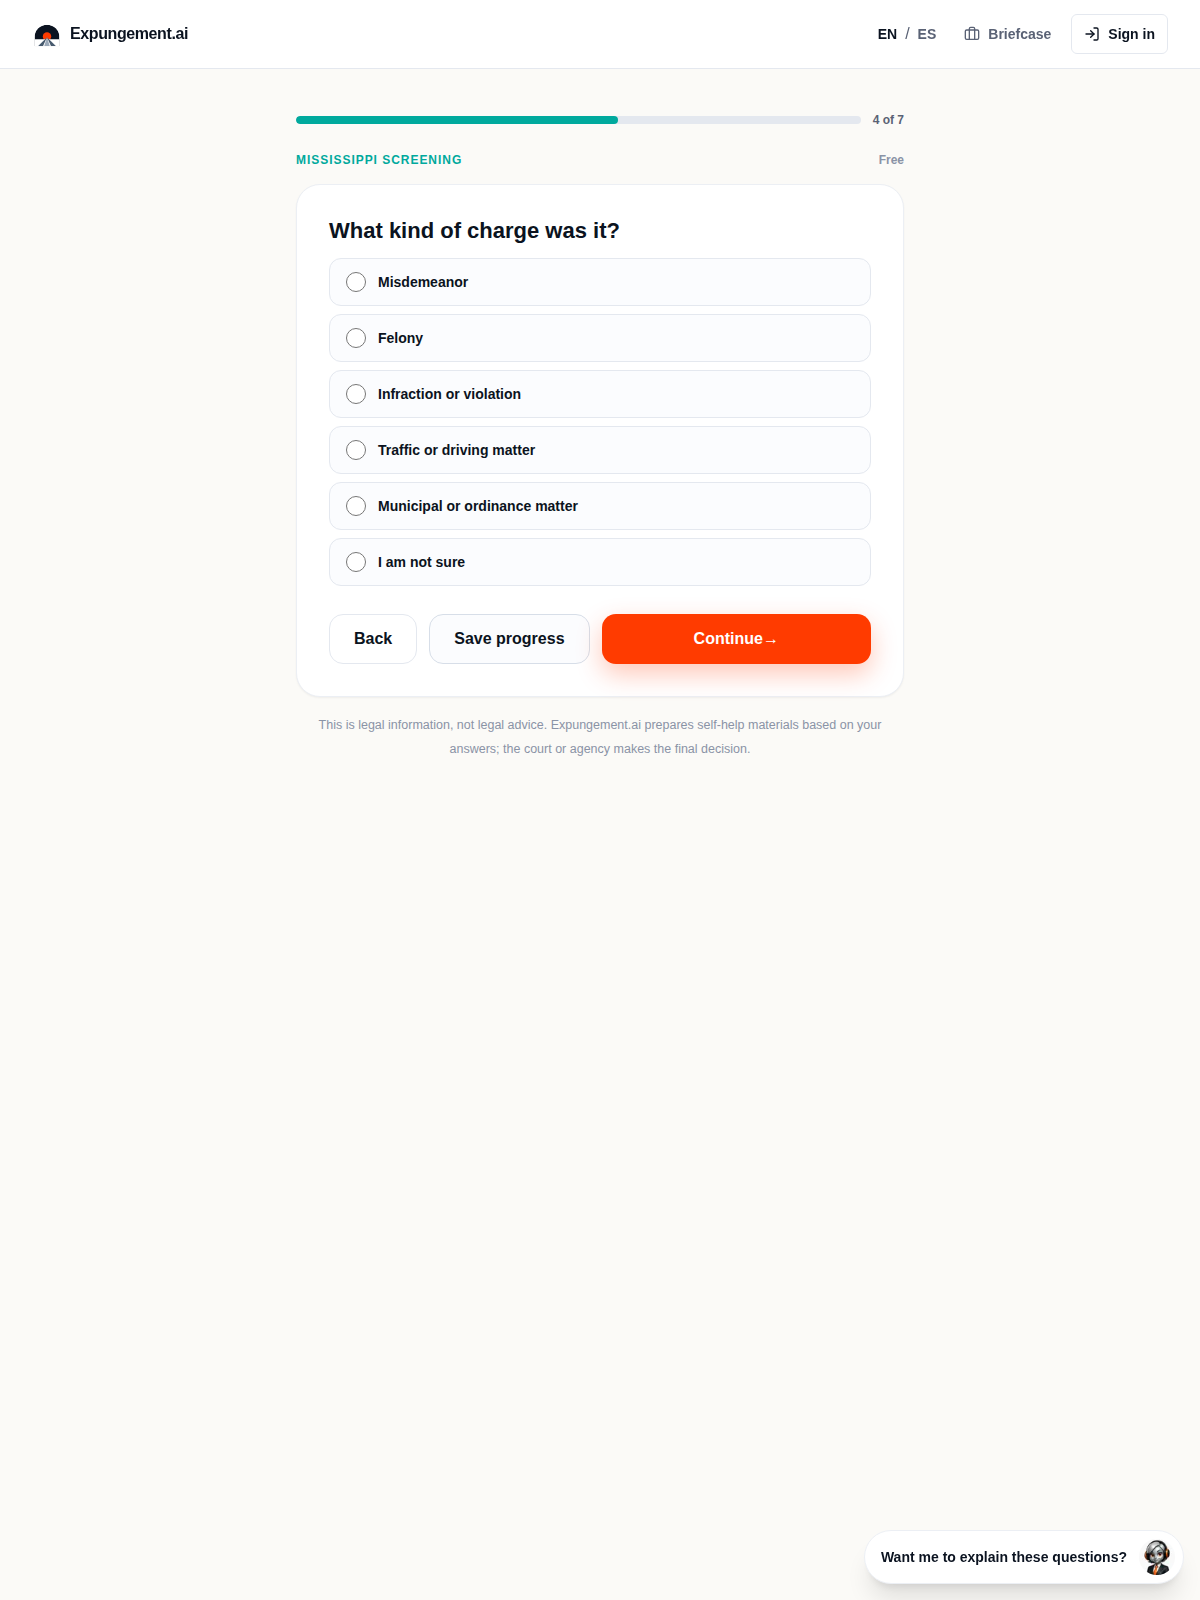 Expungement.ai
EN / ES
Briefcase
Sign in
4 of 7
MISSISSIPPI SCREENING
Free
What kind of charge was it?
Misdemeanor
Felony
Infraction or violation
Traffic or driving matter
Municipal or ordinance matter
I am not sure
Back
Save progress
Continue→
This is legal information, not legal advice. Expungement.ai prepares self-help materials based on your
answers; the court or agency makes the final decision.
Want me to explain these questions?